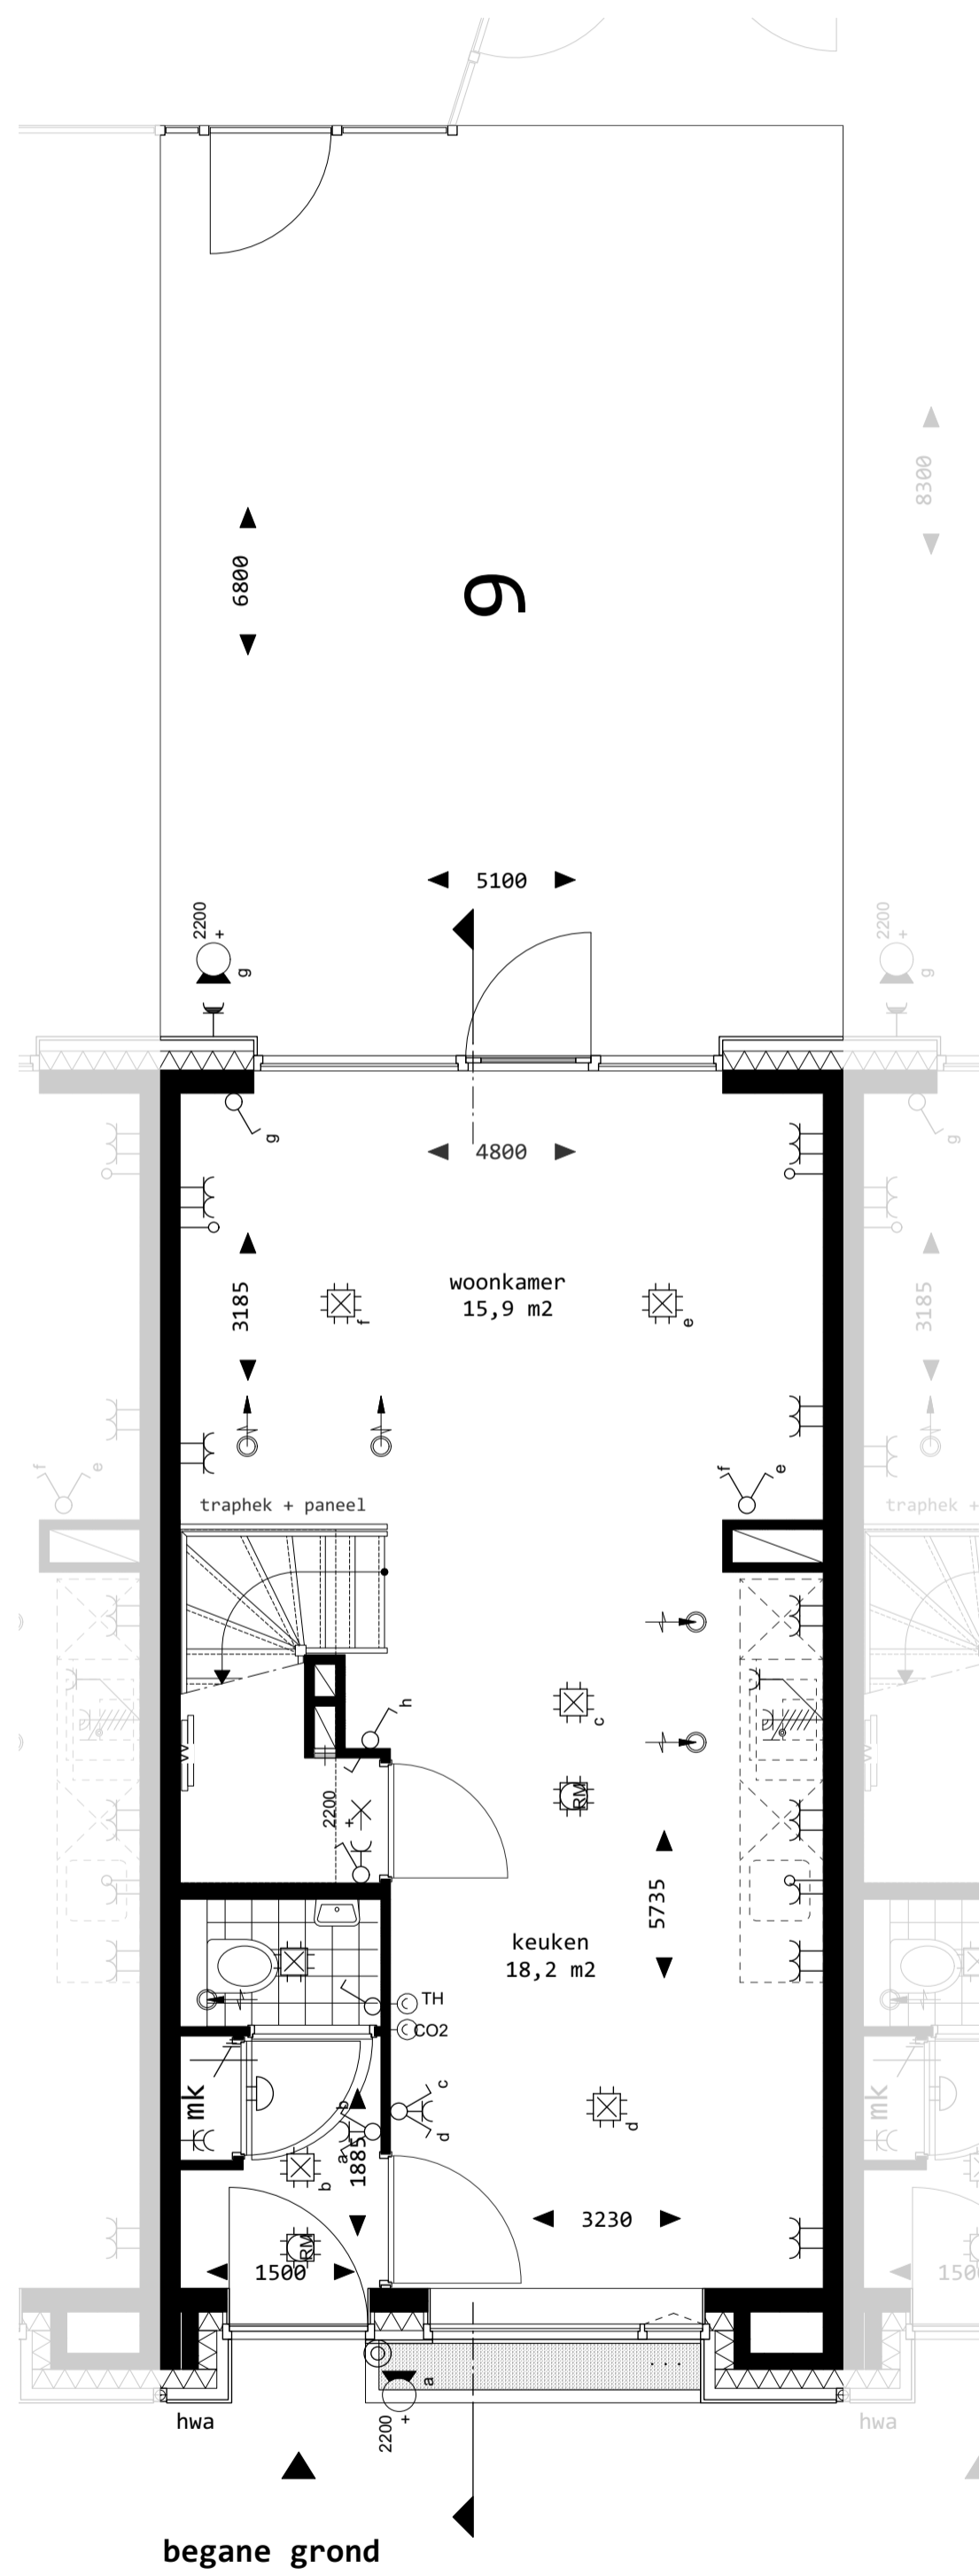 8300
6800
9
5100
2200
+
g
2200
+
g
g
g
4800
3185
woonkamer
15,9 m2
3185
f
e
f
e
f
e
traphek + paneel
traphek +
h
c
RM
2200
+
5735
keuken
18,2 m2
TH
CO2
mk
mk
c
d
b
a
1885
d
b
3230
RM
1500
1500
a
hwa
hwa
2200
+
begane grond